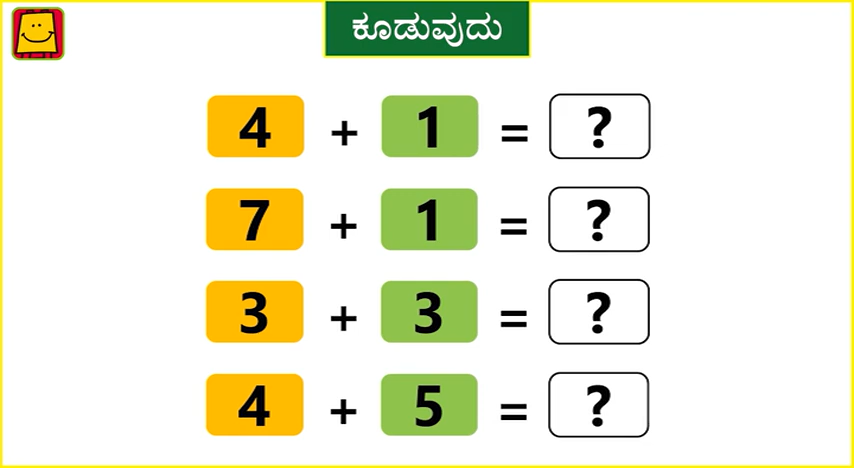 ಕೂಡುವುದು
4 + 1 = ?
7 + 1 = ?
3 + 3 = ?
4 + 5 = ?